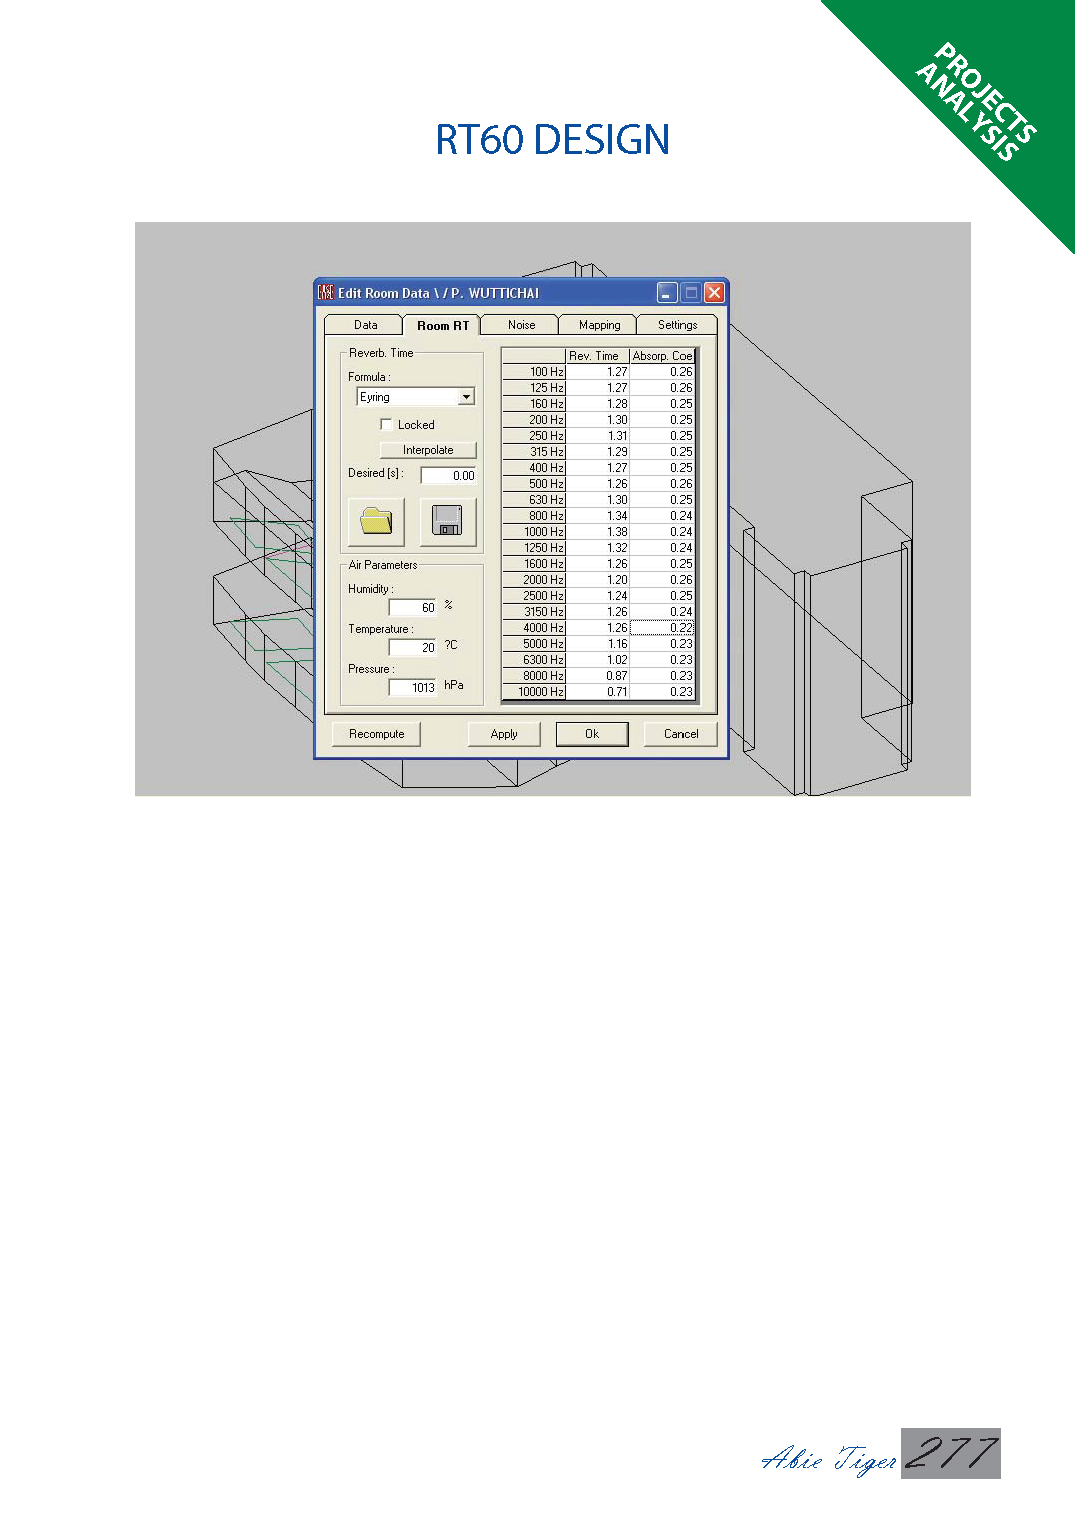 PROJECTS
ANALYSIS
RT60 DESIGN
EASE
Edit Room Data \ / P. WUTTICHAI
Data Room RT Noise Mapping Settings
Reverb. Time
Formula :
Eyring
Locked
Interpolate
Desired [s] : 0.00
Air Parameters
Humidity :
60 %
Temperature :
20 ?C
Pressure :
1013 hPa
Rev. Time Absorp. Coe
100 Hz 1.27 0.26
125 Hz 1.27 0.26
160 Hz 1.28 0.25
200 Hz 1.30 0.25
250 Hz 1.31 0.25
315 Hz 1.29 0.25
400 Hz 1.27 0.25
500 Hz 1.26 0.26
630 Hz 1.30 0.25
800 Hz 1.34 0.24
1000 Hz 1.38 0.24
1250 Hz 1.32 0.24
1600 Hz 1.26 0.25
2000 Hz 1.20 0.26
2500 Hz 1.24 0.25
3150 Hz 1.26 0.24
4000 Hz 1.26 0.22
5000 Hz 1.16 0.23
6300 Hz 1.02 0.23
8000 Hz 0.87 0.23
10000 Hz 0.71 0.23
Recompute Apply Ok Cancel
Abie Tiger 277